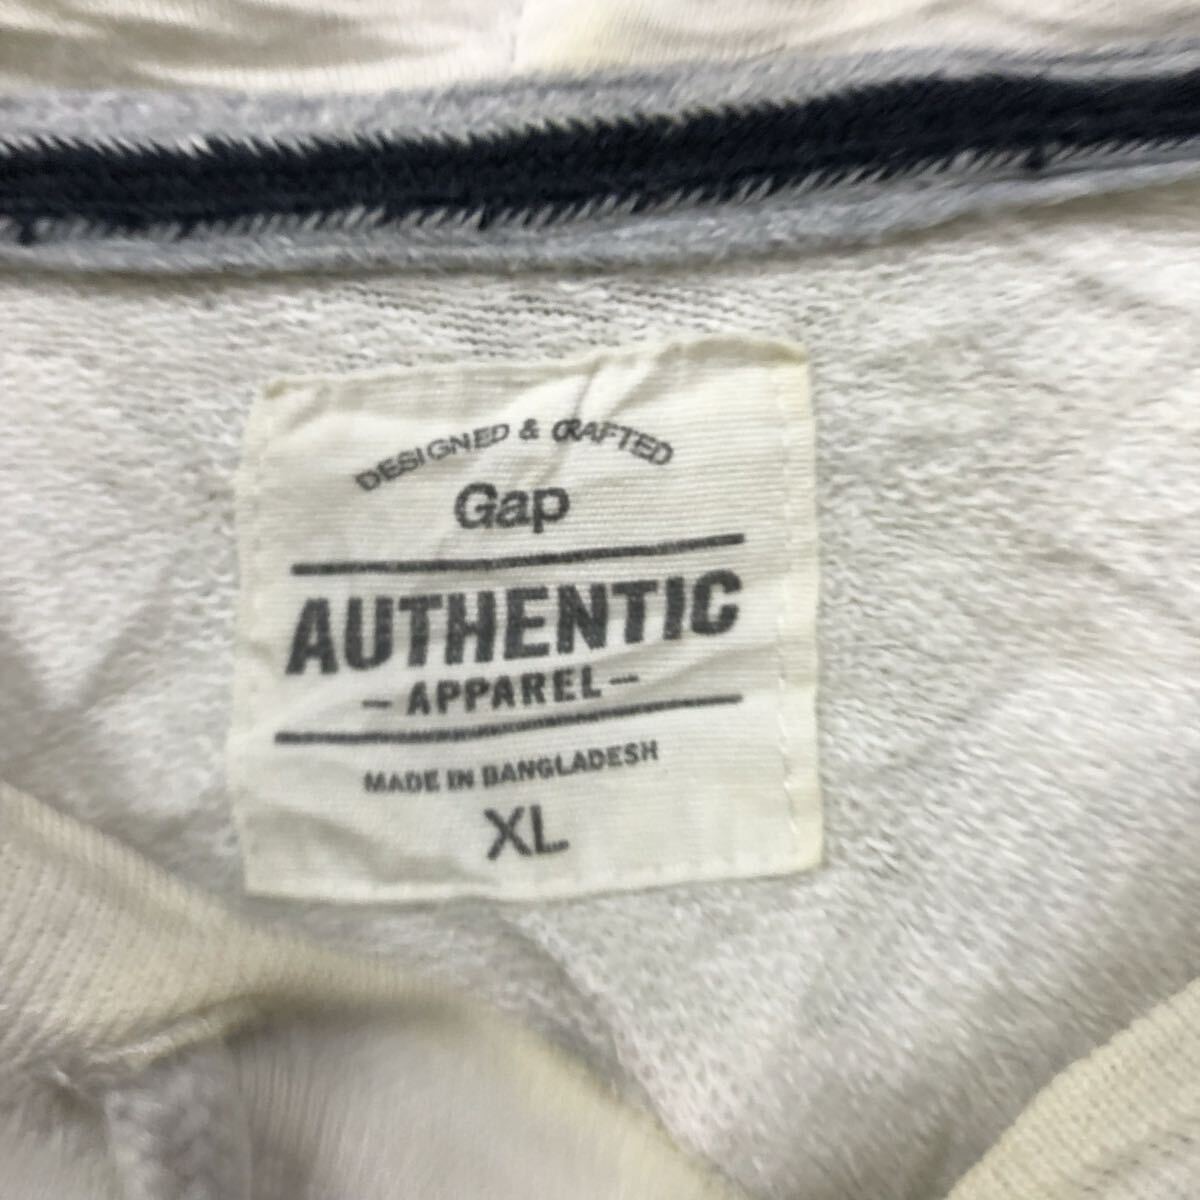 DESIGNED & CRAFTED
Gap
AUTHENTIC
- APPAREL -
MADE IN BANGLADESH
XL